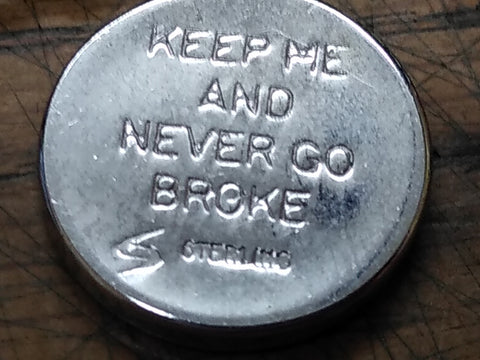 KEEP ME
AND
NEVER GO
BROKE
STERLING